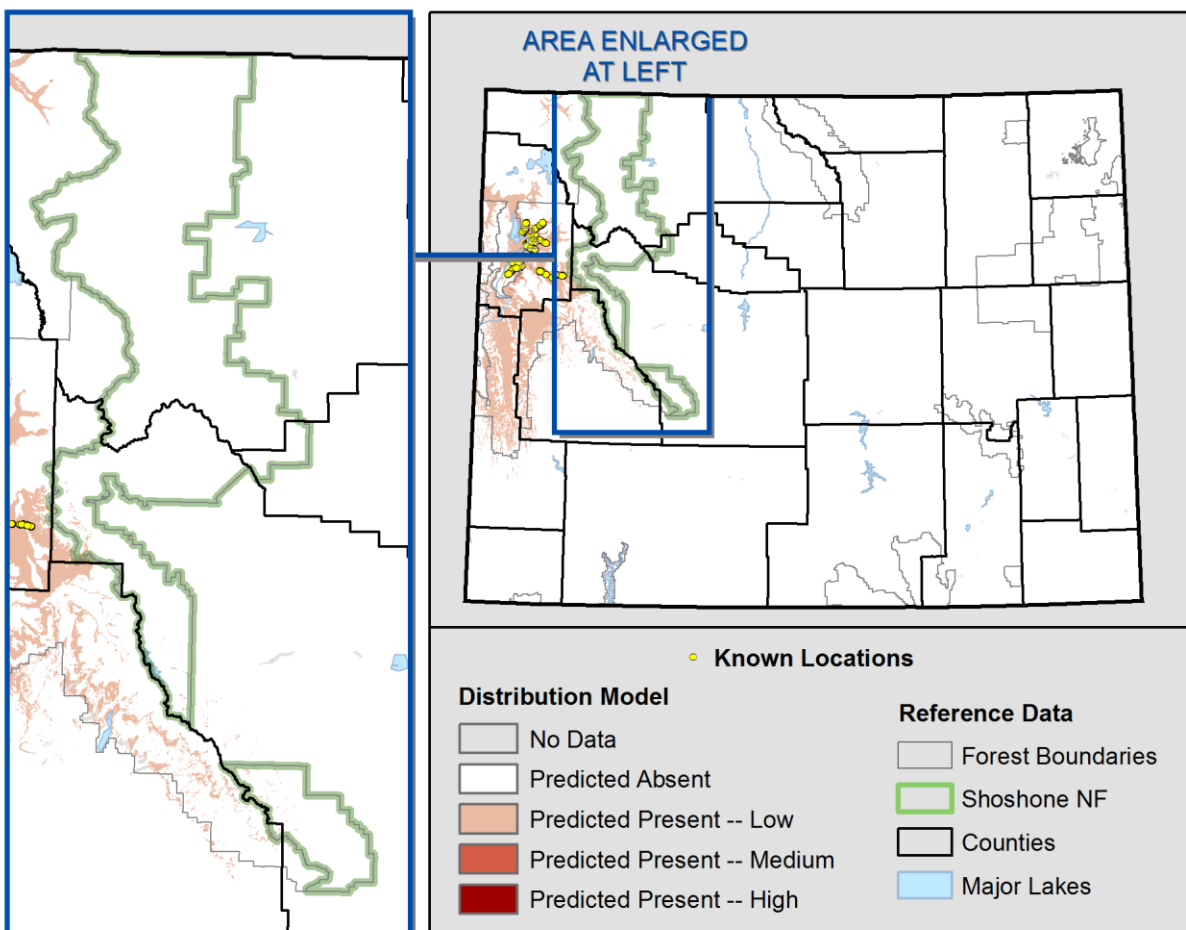 AREA ENLARGED
AT LEFT
Known Locations
Distribution Model
No Data
Predicted Absent
Predicted Present -- Low
Predicted Present -- Medium
Predicted Present -- High
Reference Data
Forest Boundaries
Shoshone NF
Counties
Major Lakes